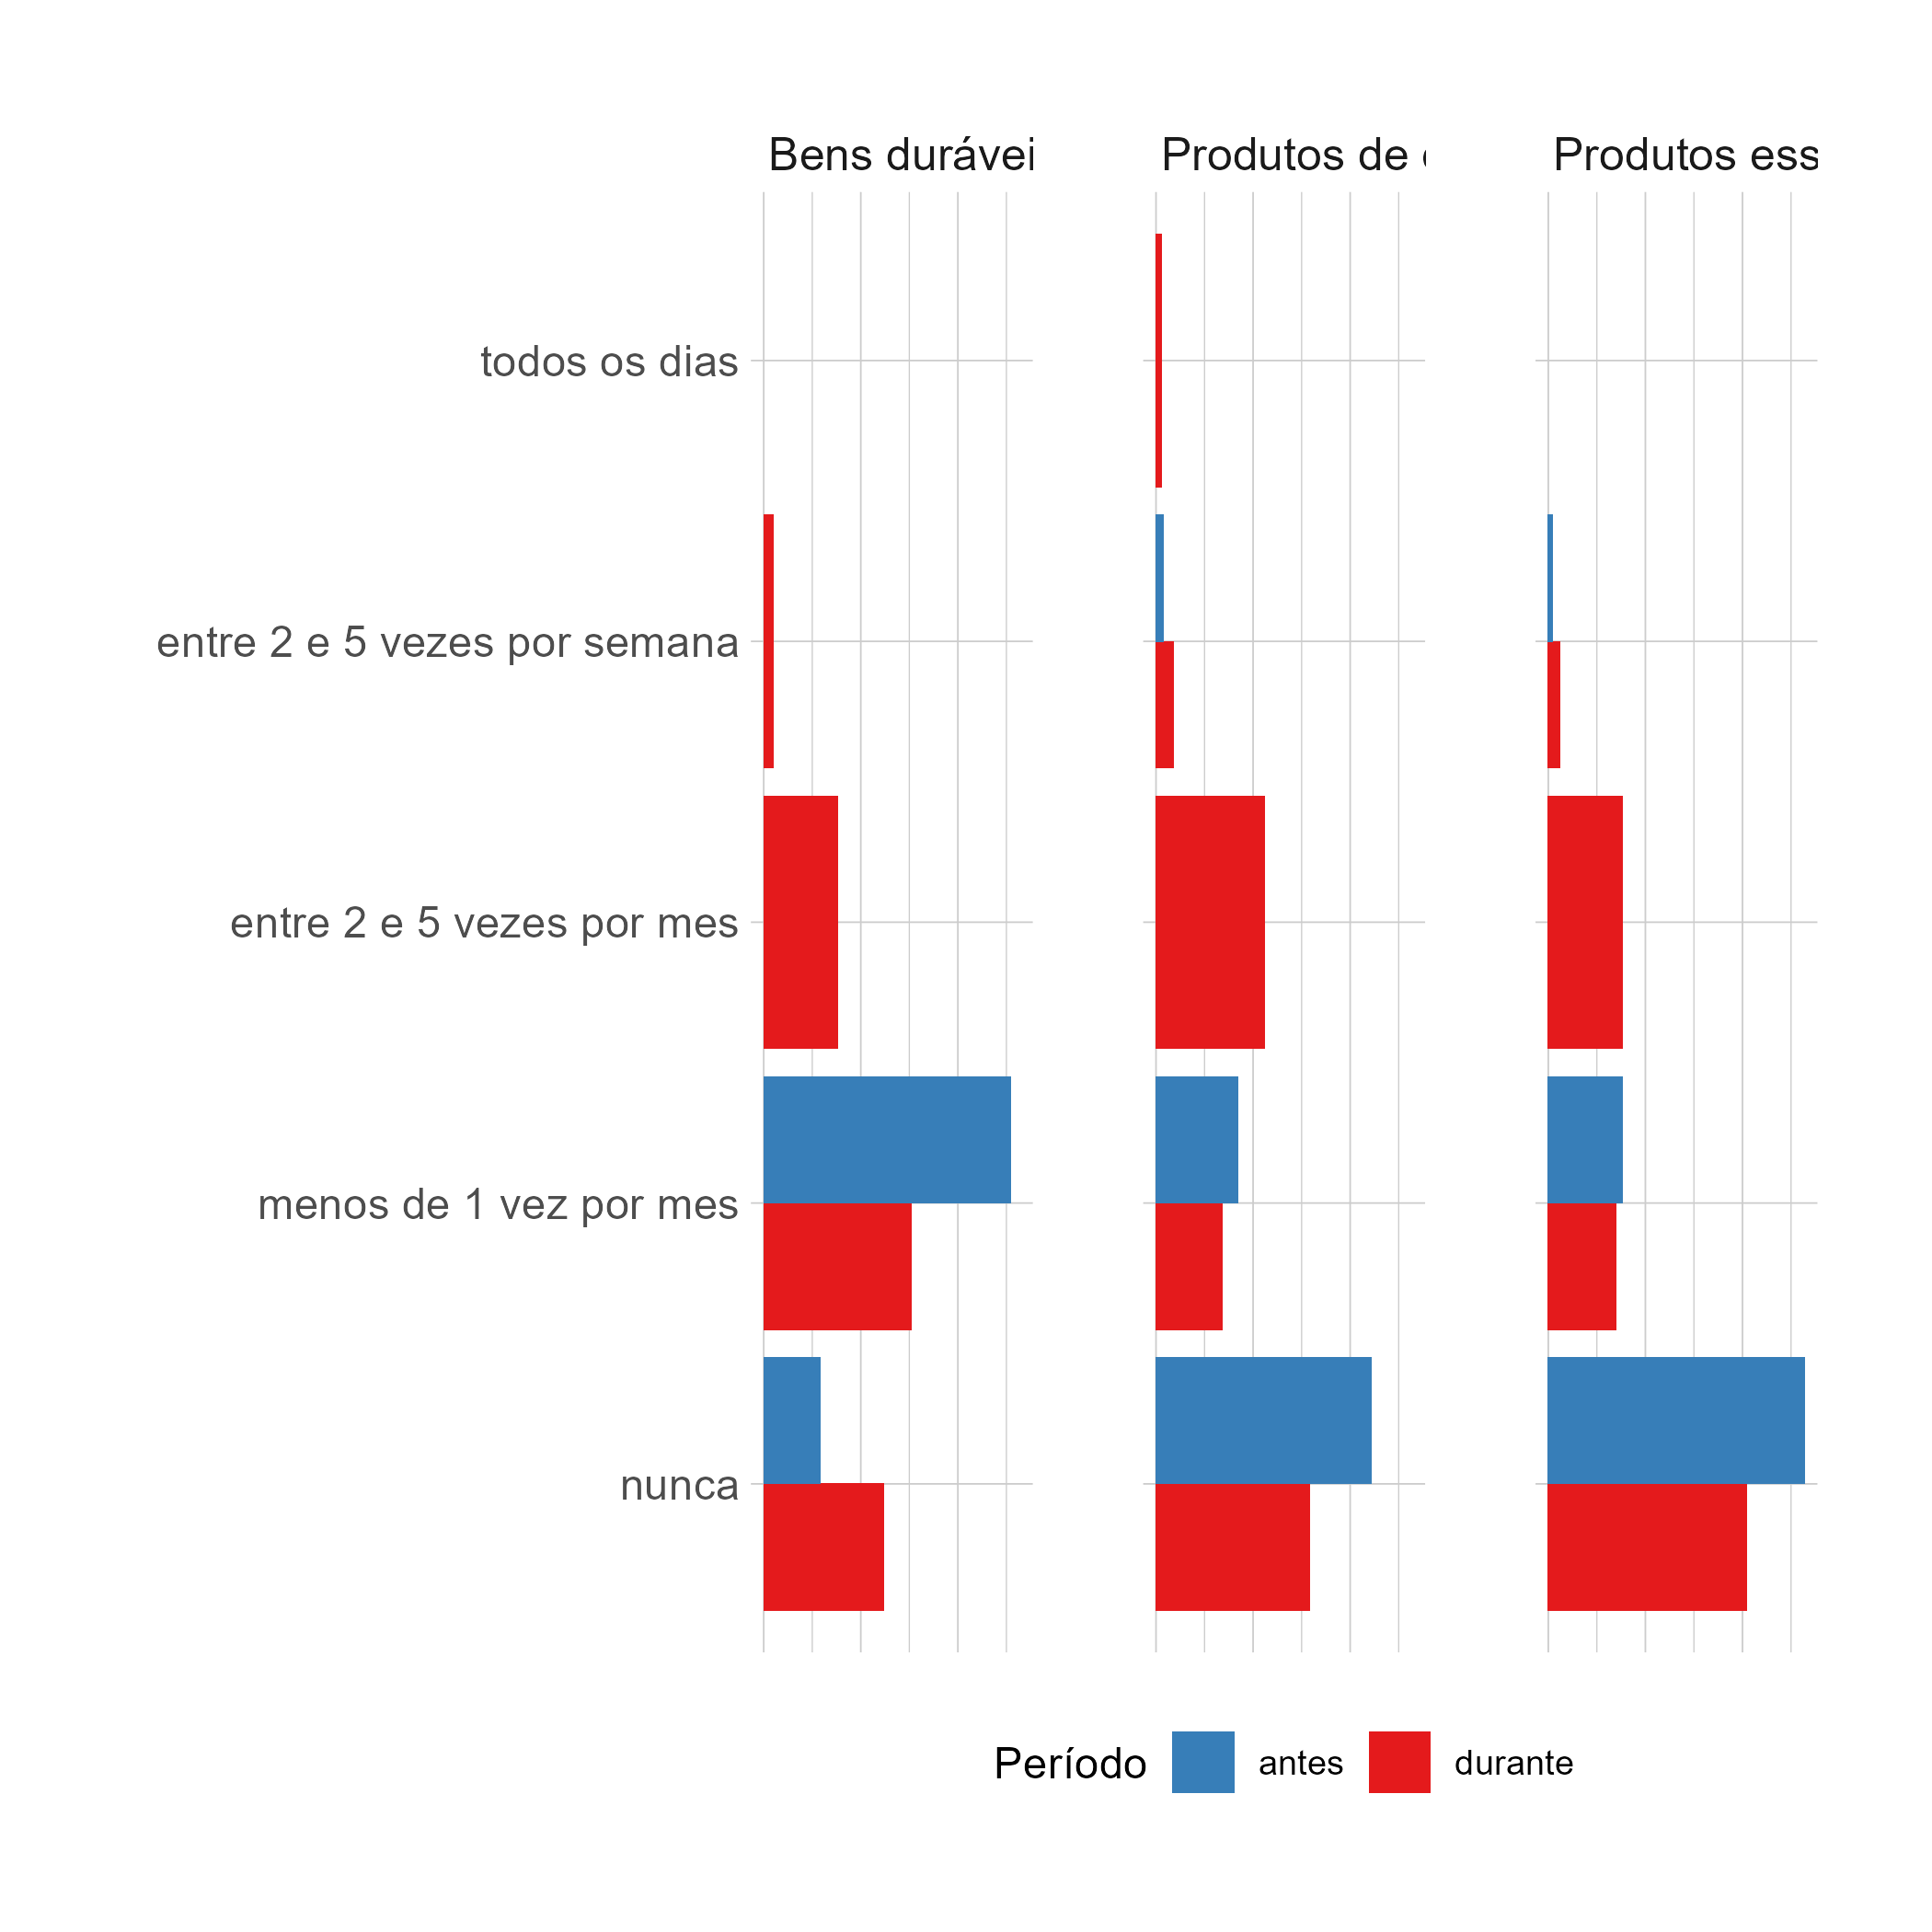 Bens durávei
Produtos de
Produtos ess
todos os dias
entre 2 e 5 vezes por semana
entre 2 e 5 vezes por mes
menos de 1 vez por mes
nunca
Período antes durante